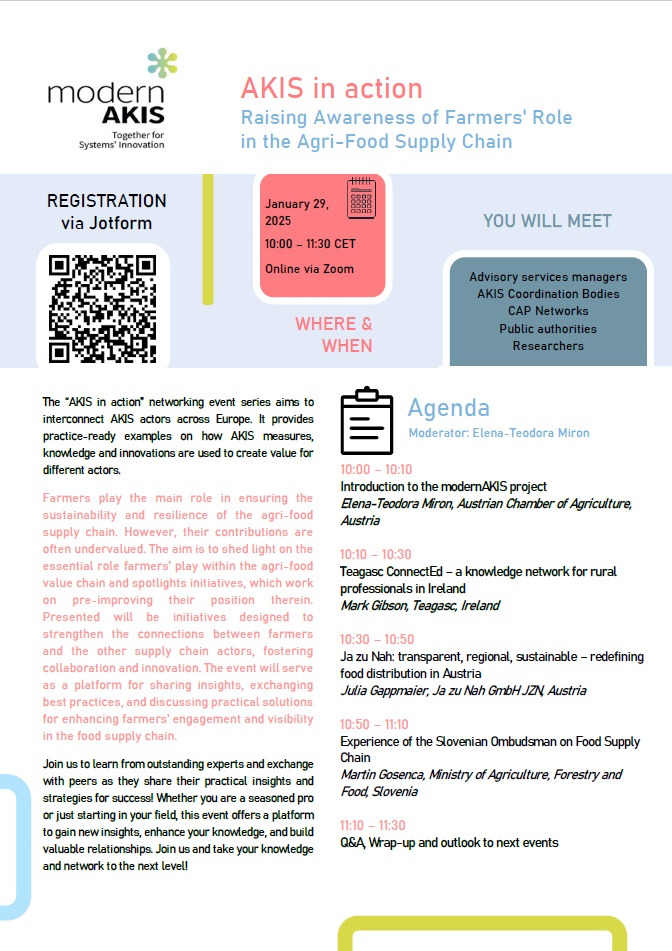 modern
AKIS
Together for
Systems' Innovation
AKIS in action
Raising Awareness of Farmers' Role
in the Agri-Food Supply Chain
REGISTRATION
via Jotform
January 29,
2025
10:00 – 11:30 CET
Online via Zoom
WHERE &
WHEN
YOU WILL MEET
Advisory services managers
AKIS Coordination Bodies
CAP Networks
Public authorities
Researchers
The “AKIS in action” networking event series aims to
interconnect AKIS actors across Europe. It provides
practice-ready examples on how AKIS measures,
knowledge and innovations are used to create value for
different actors.
Farmers play the main role in ensuring the
sustainability and resilience of the agri-food
supply chain. However, their contributions are
often undervalued. The aim is to shed light on the
essential role farmers’ play within the agri-food
value chain and spotlights initiatives, which work
on pre-improving their position therein.
Presented will be initiatives designed to
strengthen the connections between farmers
and the other supply chain actors, fostering
collaboration and innovation. The event will serve
as a platform for sharing insights, exchanging
best practices, and discussing practical solutions
for enhancing farmers’ engagement and visibility
in the food supply chain.
Join us to learn from outstanding experts and exchange
with peers as they share their practical insights and
strategies for success! Whether you are a seasoned pro
or just starting in your field, this event offers a platform
to gain new insights, enhance your knowledge, and build
valuable relationships. Join us and take your knowledge
and network to the next level!
Agenda
Moderator: Elena-Teodora Miron
10:00 – 10:10
Introduction to the modernAKIS project
Elena-Teodora Miron, Austrian Chamber of Agriculture,
Austria
10:10 – 10:30
Teagasc ConnectEd – a knowledge network for rural
professionals in Ireland
Mark Gibson, Teagasc, Ireland
10:30 – 10:50
Ja zu Nah: transparent, regional, sustainable – redefining
food distribution in Austria
Julia Gappmaier, Ja zu Nah GmbH JZN, Austria
10:50 – 11:10
Experience of the Slovenian Ombudsman on Food Supply
Chain
Martin Gosenca, Ministry of Agriculture, Forestry and
Food, Slovenia
11:10 – 11:30
Q&A, Wrap-up and outlook to next events